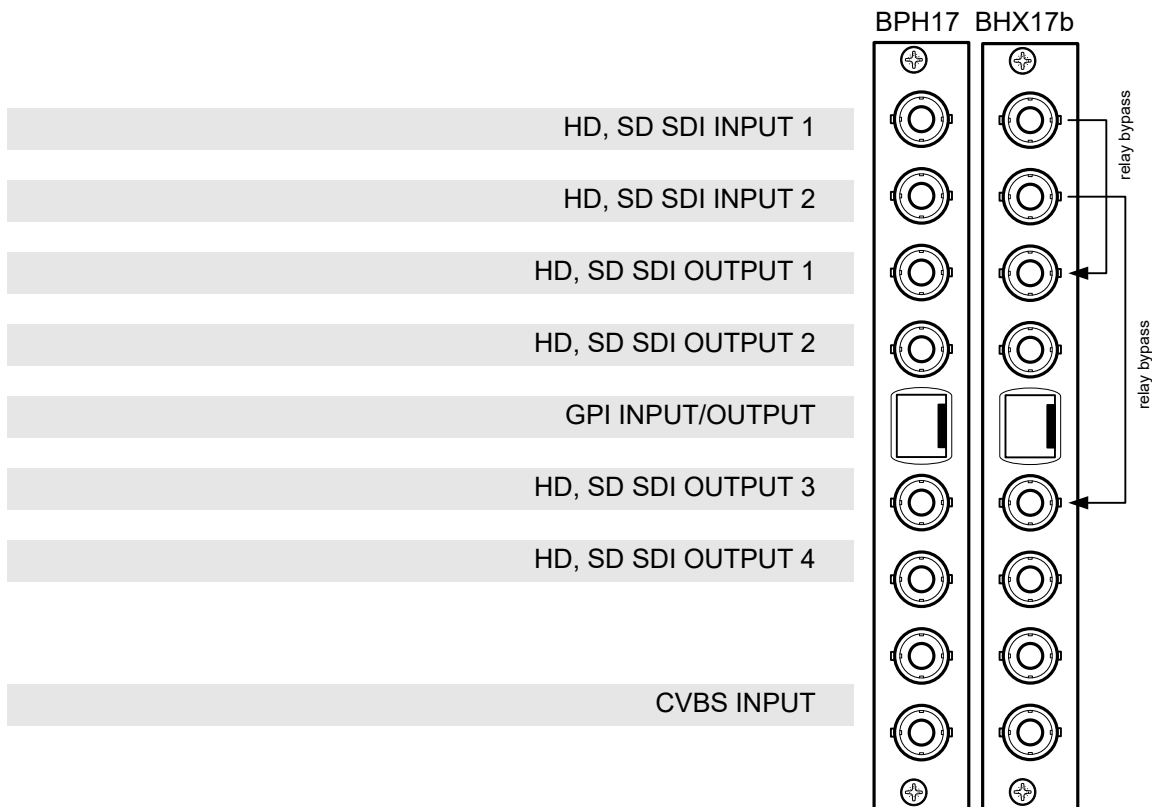 BPH17 BHX17b
HD, SD SDI INPUT 1
relay bypass
HD, SD SDI INPUT 2
HD, SD SDI OUTPUT 1
HD, SD SDI OUTPUT 2
relay bypass
GPI INPUT/OUTPUT
HD, SD SDI OUTPUT 3
HD, SD SDI OUTPUT 4
CVBS INPUT